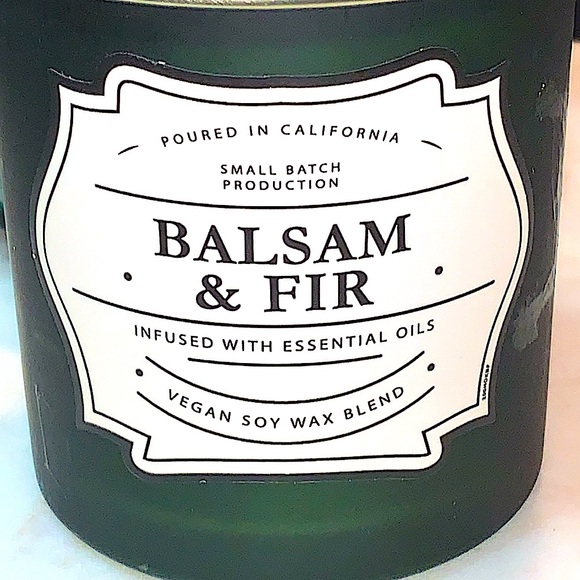 POURED IN CALIFORNIA
SMALL BATCH
PRODUCTION
BALSAM
& FIR
INFUSED WITH ESSENTIAL OILS
VEGAN SOY WAX BLEND